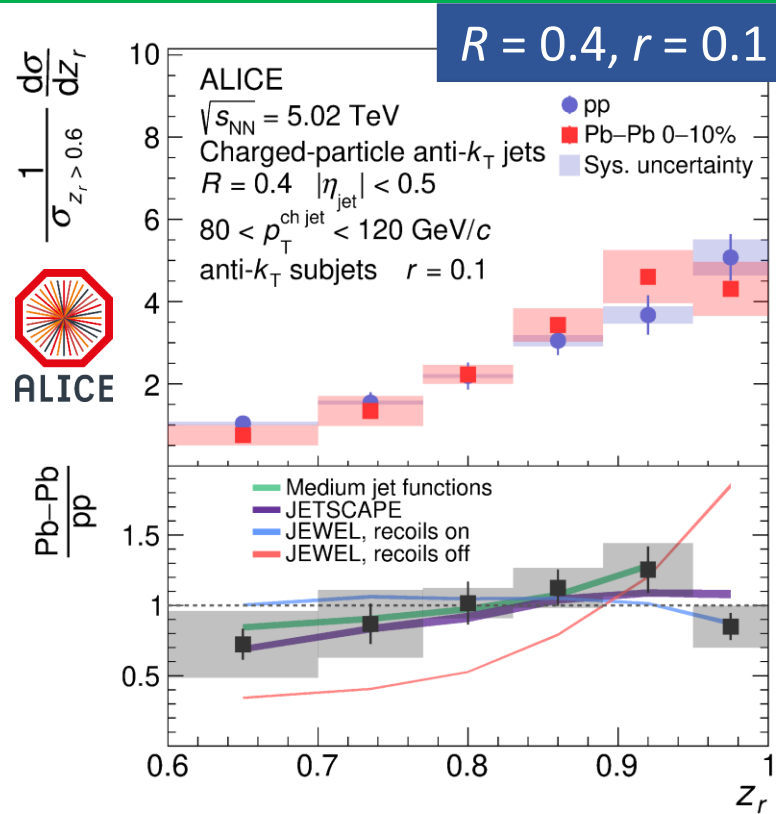 R = 0.4, r = 0.1
1/σ_{z_r > 0.6} dσ/dz_r
10
8
6
4
2
ALICE
√s_NN = 5.02 TeV
Charged-particle anti-k_T jets
R = 0.4 |η_jet| < 0.5
80 < p_T^{ch jet} < 120 GeV/c
anti-k_T subjets r = 0.1
pp
Pb–Pb 0–10%
Sys. uncertainty
ALICE
Pb–Pb/pp
1.5
1
0.5
Medium jet functions
JETSCAPE
JEWEL, recoils on
JEWEL, recoils off
0.6 0.7 0.8 0.9 1
z_r